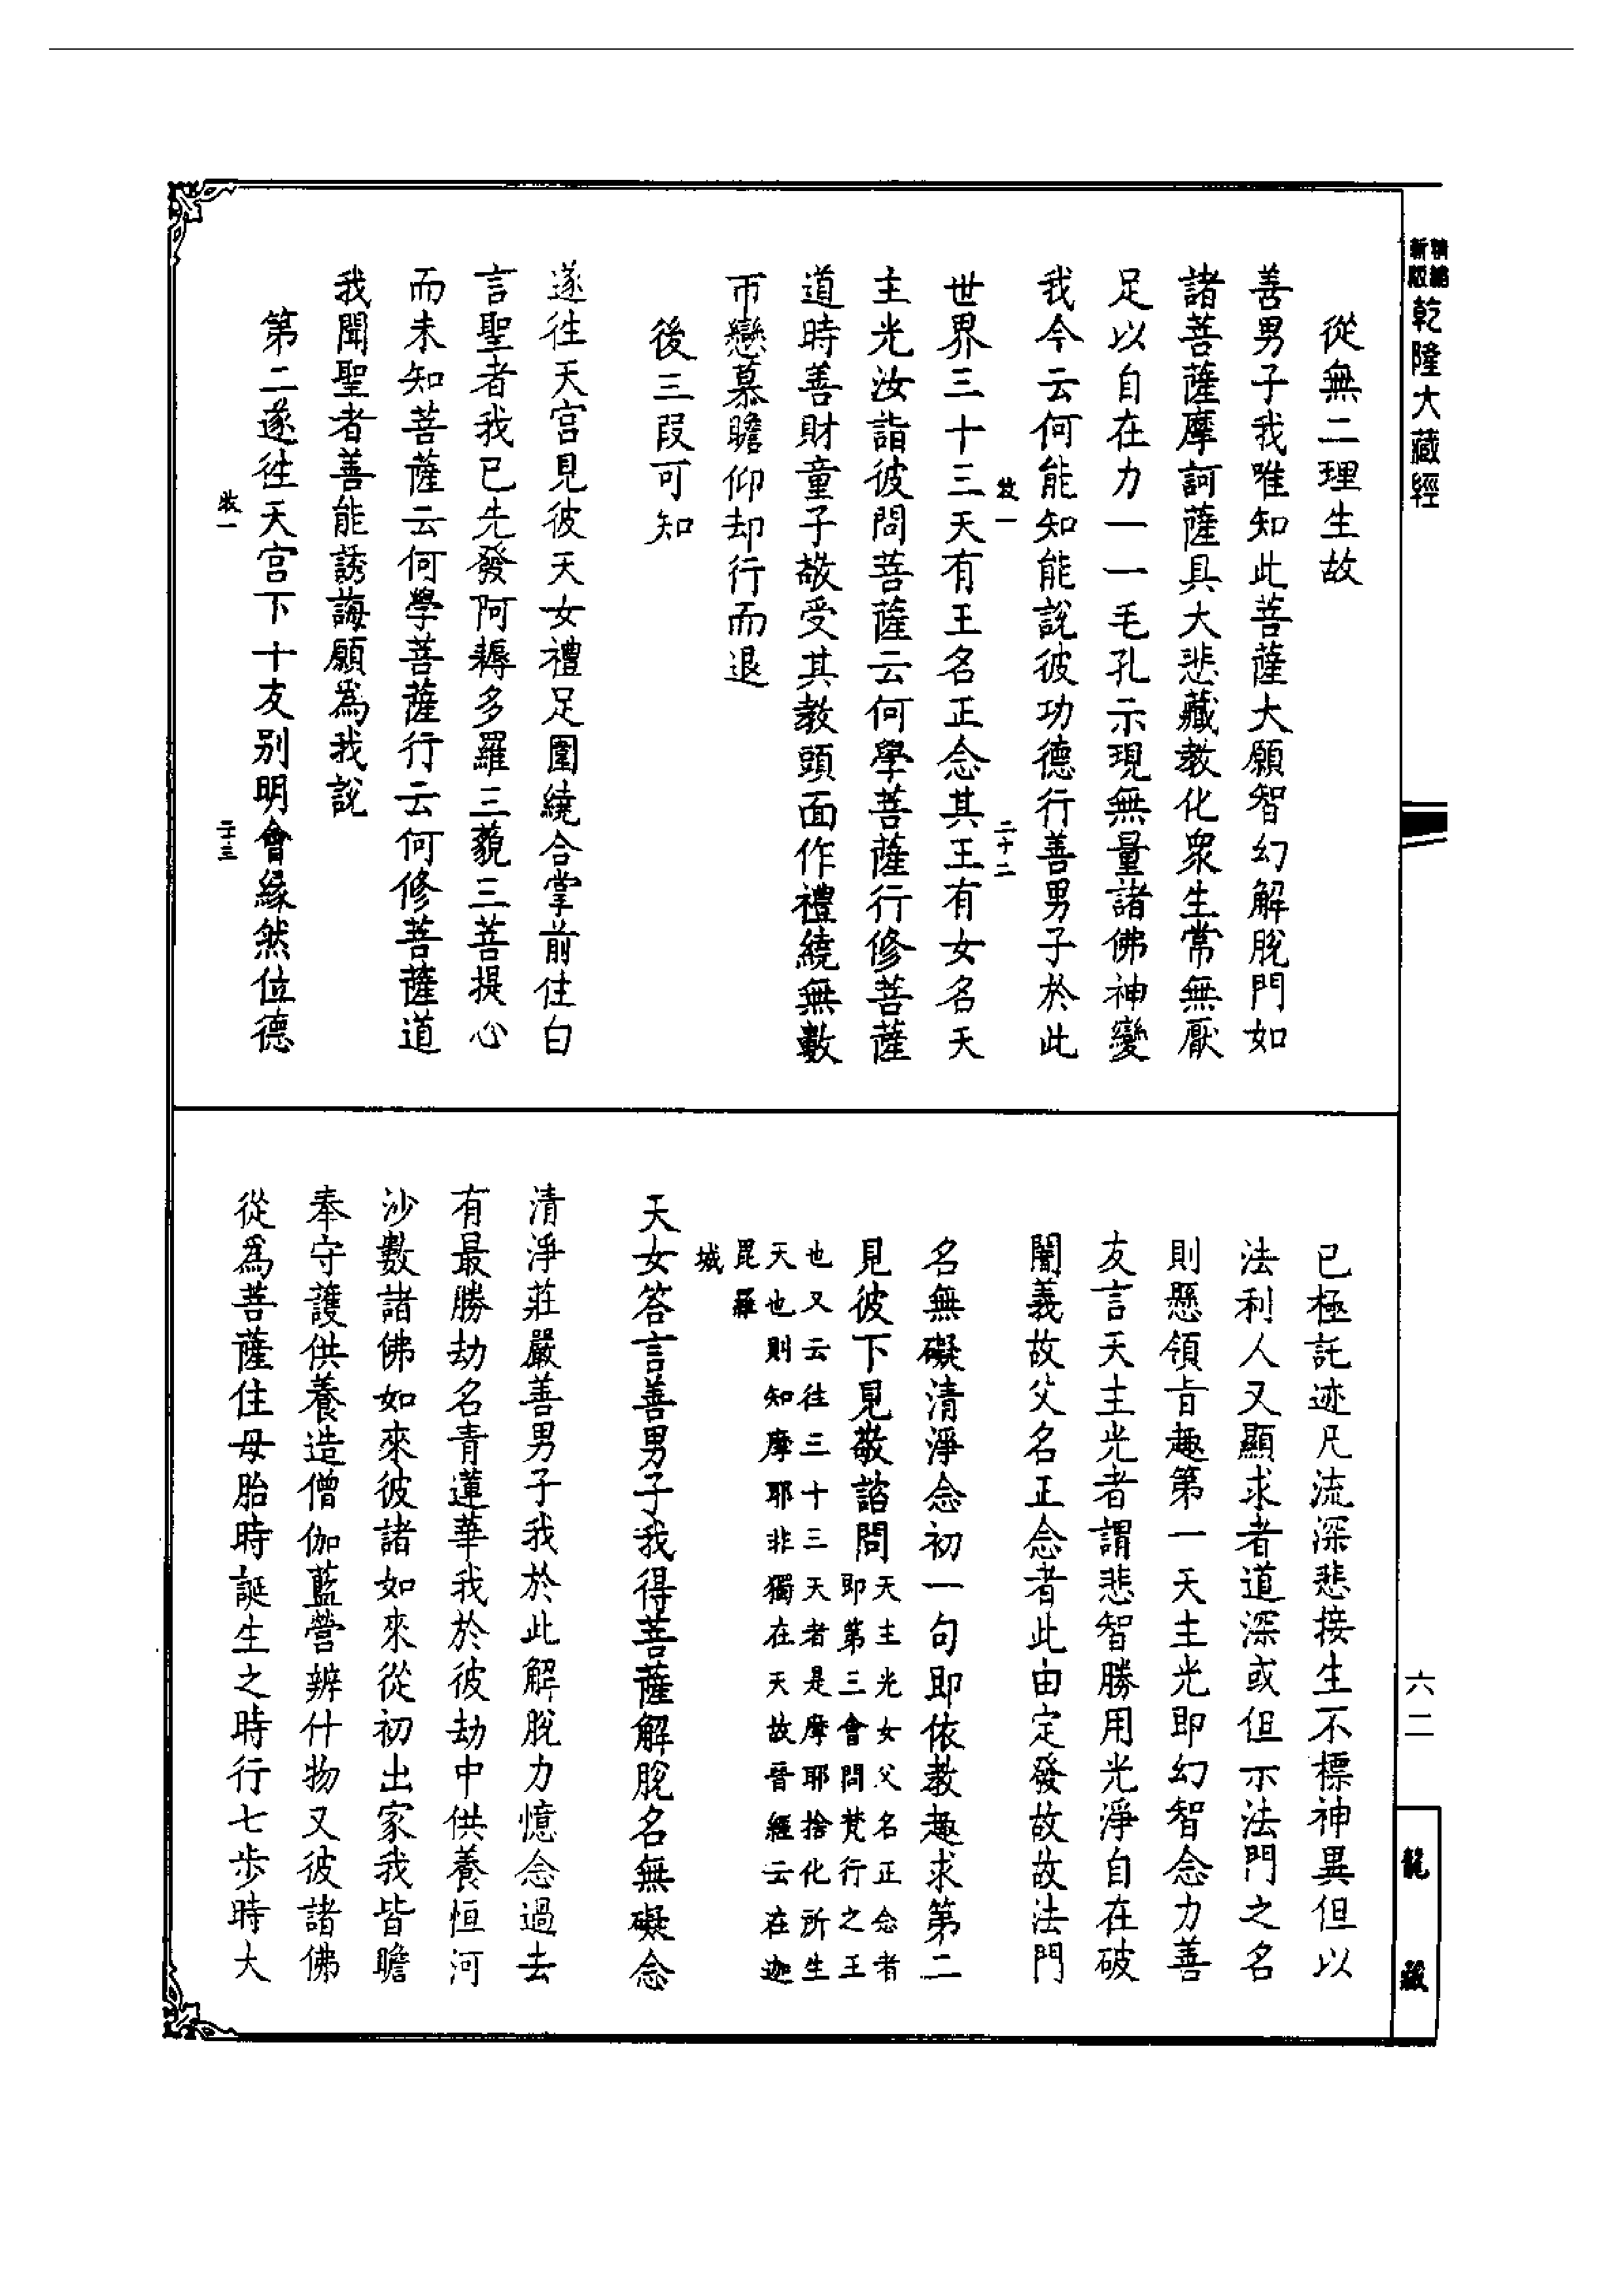 精縮新版乾隆大藏經
從無二理生故
善男子我唯知此菩薩大願智幻解脫門如
諸菩薩摩訶薩具大悲藏教化衆生常無厭
足以自在力一一毛孔示現無量諸佛神變
我今云何能知能說彼功德行善男子於此
牧一
二十二
世界三十三天有王名正念其王有女名天
主光汝詣彼問菩薩云何學菩薩行修菩薩
道時善財童子敬受其教頭面作禮繞無數
帀戀慕瞻仰却行而退
後三段可知
遂往天宮見彼天女禮足圍繞合掌前住白
言聖者我已先發阿耨多羅三藐三菩提心
而未知菩薩云何學菩薩行云何修菩薩道
我聞聖者善能誘誨願爲我說
第二遂往天宮下十友別明會緣然位德
牧一
二十三
六二
龍藏
已極託迹凡流深悲接生不標神異但以
法利人又顯求者道深或但示法門之名
則懸領旨趣第一天主光即幻智念力善
友言天主光者謂悲智勝用光淨自在破
闇義故父名正念者此由定發故故法門
名無礙清淨念初一句即依教趣求第二
見彼下見敬諮問天主光女父名正念者
即第三會問梵行之王
也又云往三十三天者是摩耶捨化所生
天也則知摩耶非獨在天故晉經云在迦
毘羅
城
天女答言善男子我得菩薩解脫名無礙念
清淨莊嚴善男子我於此解脫力憶念過去
有最勝劫名青蓮華我於彼劫中供養恒河
沙數諸佛如來彼諸如來從初出家我皆瞻
奉守護供養造僧伽藍營辨什物又彼諸佛
從爲菩薩住母胎時誕生之時行七步時大